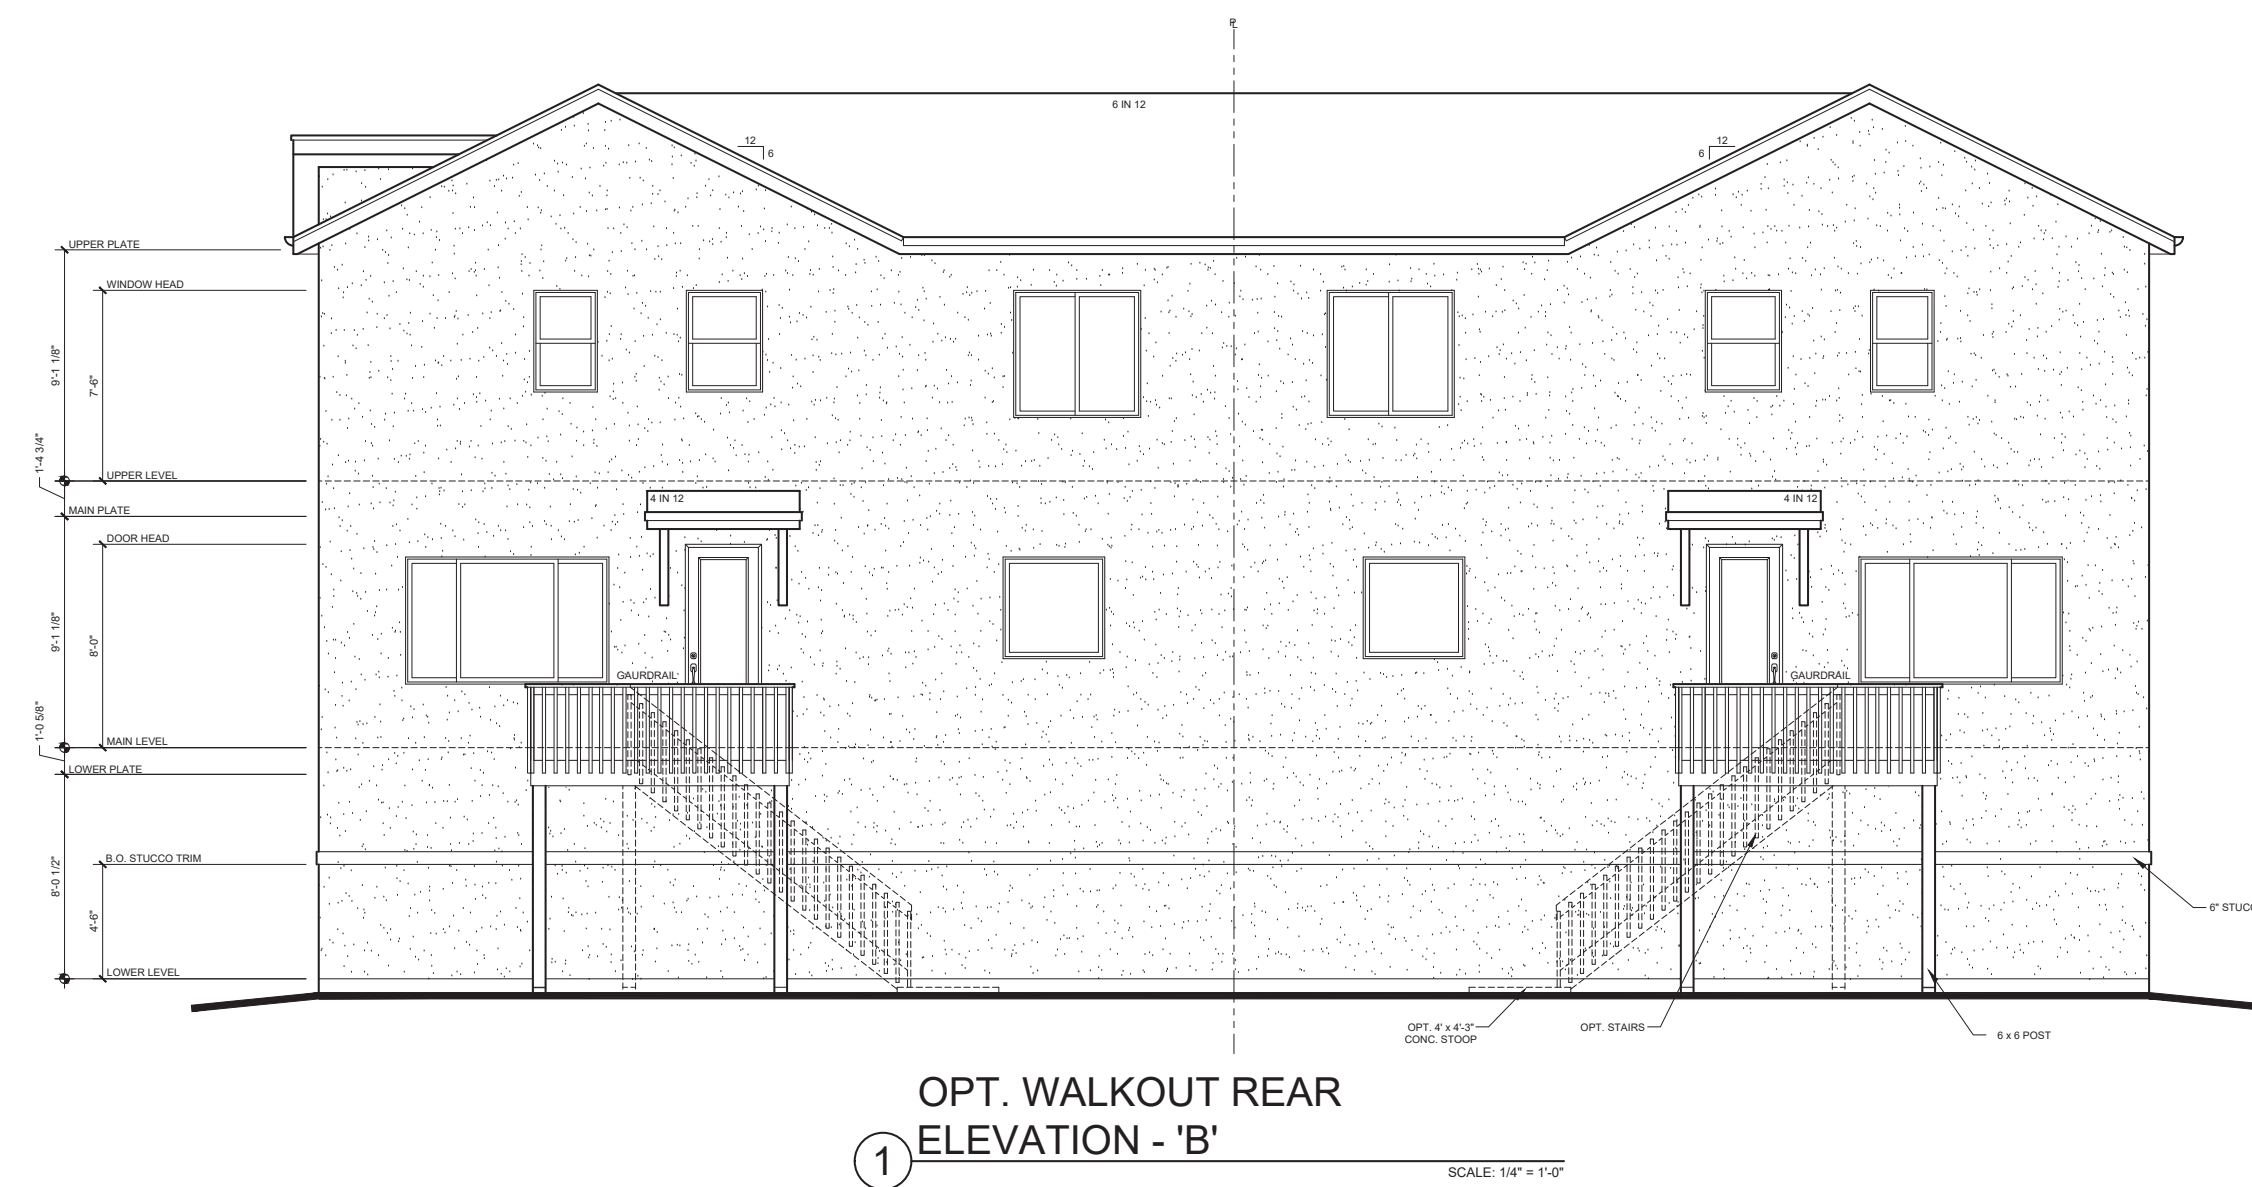 PL
6 IN 12
12
6
12
6
UPPER PLATE
WINDOW HEAD
9'-1 1/8"
7'-6"
1'-4 3/4"
UPPER LEVEL
4 IN 12
4 IN 12
MAIN PLATE
DOOR HEAD
9'-1 1/8"
8'-0"
GAURDRAIL
GAURDRAIL
1'-0 5/8"
MAIN LEVEL
LOWER PLATE
B.O. STUCCO TRIM
8'-0 1/2"
4'-6"
6" STUCC
LOWER LEVEL
OPT. 4' x 4'-3"
CONC. STOOP
OPT. STAIRS
6 x 6 POST
OPT. WALKOUT REAR
ELEVATION - 'B'
1
SCALE: 1/4" = 1'-0"